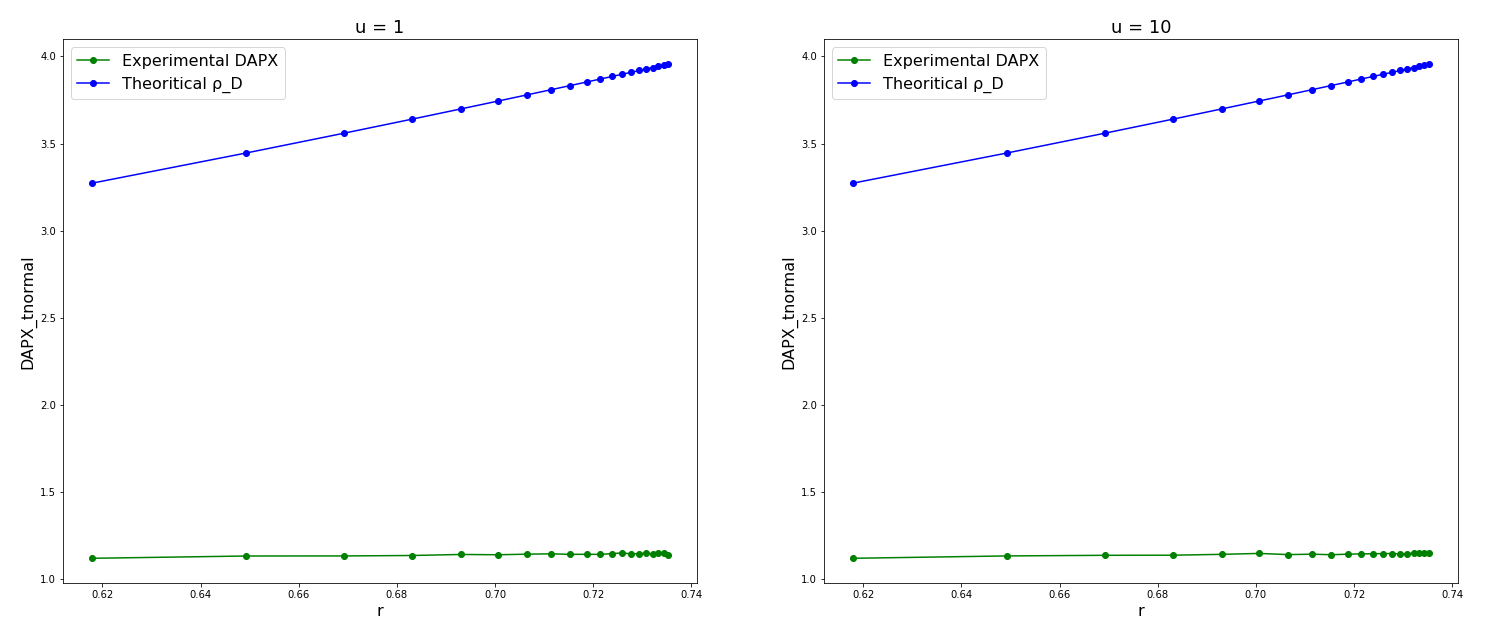 u = 1
Experimental DAPX
Theoritical ρ_D
4.0
3.5
3.0
2.5
2.0
1.5
1.0
DAPX_tnormal
0.62 0.64 0.66 0.68 0.70 0.72 0.74
r
u = 10
Experimental DAPX
Theoritical ρ_D
4.0
3.5
3.0
2.5
2.0
1.5
1.0
DAPX_tnormal
0.62 0.64 0.66 0.68 0.70 0.72 0.74
r